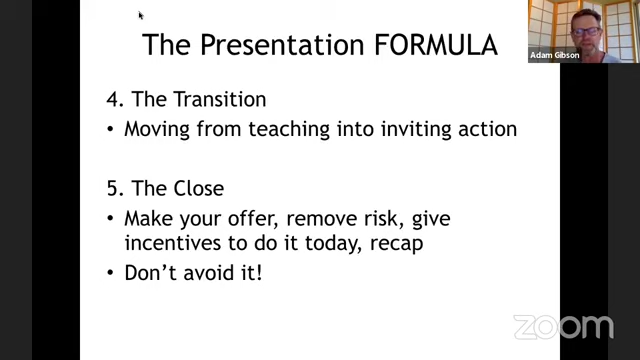 The Presentation FORMULA
Adam Gibson
4. The Transition
• Moving from teaching into inviting action
5. The Close
• Make your offer, remove risk, give
incentives to do it today, recap
• Don't avoid it!
zoom